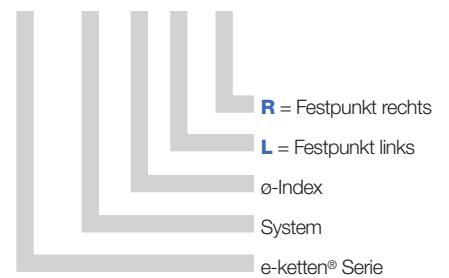 R = Festpunkt rechts
L = Festpunkt links
ø-Index
System
e-ketten® Serie